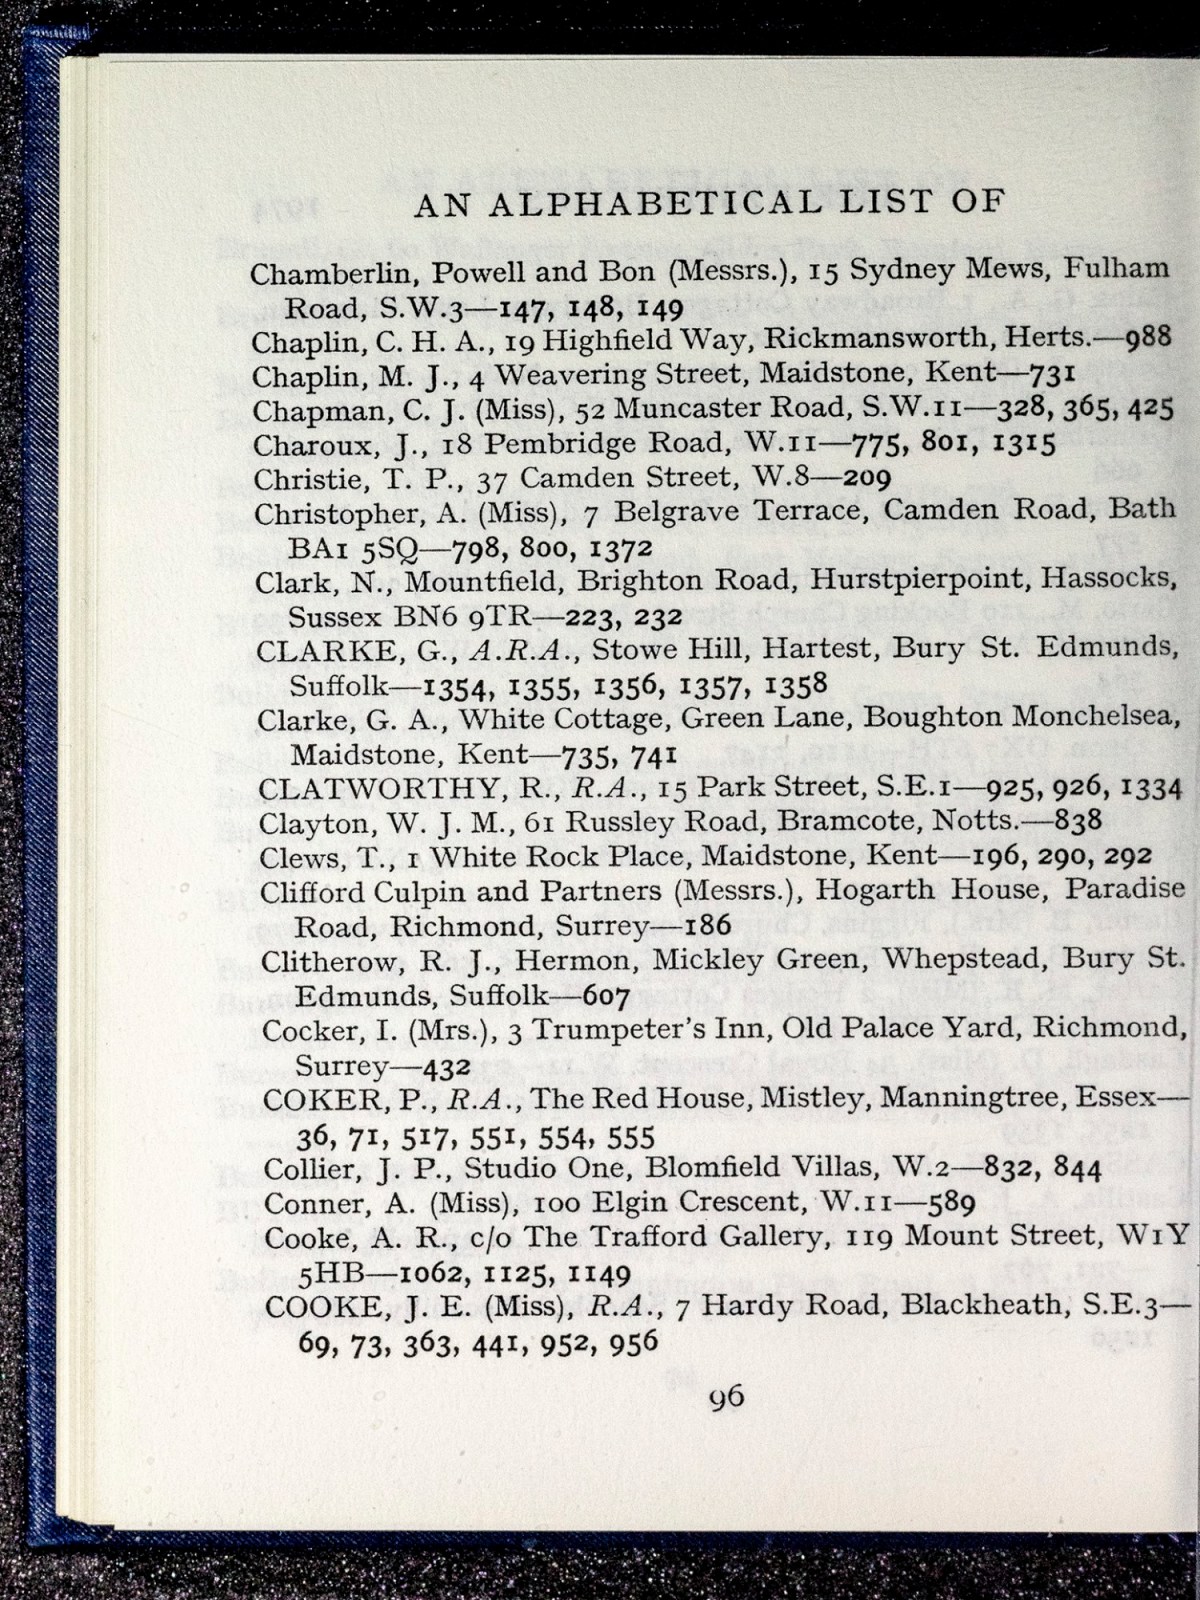 AN ALPHABETICAL LIST OF
Chamberlin, Powell and Bon (Messrs.), 15 Sydney Mews, Fulham
Road, S.W.3—147, 148, 149
Chaplin, C. H. A., 19 Highfield Way, Rickmansworth, Herts.—988
Chaplin, M. J., 4 Weavering Street, Maidstone, Kent—731
Chapman, C. J. (Miss), 52 Muncaster Road, S.W.11—328, 365, 425
Charoux, J., 18 Pembridge Road, W.11—775, 801, 1315
Christie, T. P., 37 Camden Street, W.8—209
Christopher, A. (Miss), 7 Belgrave Terrace, Camden Road, Bath
BA1 5SQ—798, 800, 1372
Clark, N., Mountfield, Brighton Road, Hurstpierpoint, Hassocks,
Sussex BN6 9TR—223, 232
CLARKE, G., A.R.A., Stowe Hill, Hartest, Bury St. Edmunds,
Suffolk—1354, 1355, 1356, 1357, 1358
Clarke, G. A., White Cottage, Green Lane, Boughton Monchelsea,
Maidstone, Kent—735, 741
CLATWORTHY, R., R.A., 15 Park Street, S.E.1—925, 926, 1334
Clayton, W. J. M., 61 Russley Road, Bramcote, Notts.—838
Clews, T., 1 White Rock Place, Maidstone, Kent—196, 290, 292
Clifford Culpin and Partners (Messrs.), Hogarth House, Paradise
Road, Richmond, Surrey—186
Clitherow, R. J., Hermon, Mickley Green, Whepstead, Bury St.
Edmunds, Suffolk—607
Cocker, I. (Mrs.), 3 Trumpeter's Inn, Old Palace Yard, Richmond,
Surrey—432
COKER, P., R.A., The Red House, Mistley, Manningtree, Essex—
36, 71, 517, 551, 554, 555
Collier, J. P., Studio One, Blomfield Villas, W.2—832, 844
Conner, A. (Miss), 100 Elgin Crescent, W.11—589
Cooke, A. R., c/o The Trafford Gallery, 119 Mount Street, W1Y
5HB—1062, 1125, 1149
COOKE, J. E. (Miss), R.A., 7 Hardy Road, Blackheath, S.E.3—
69, 73, 363, 441, 952, 956
96